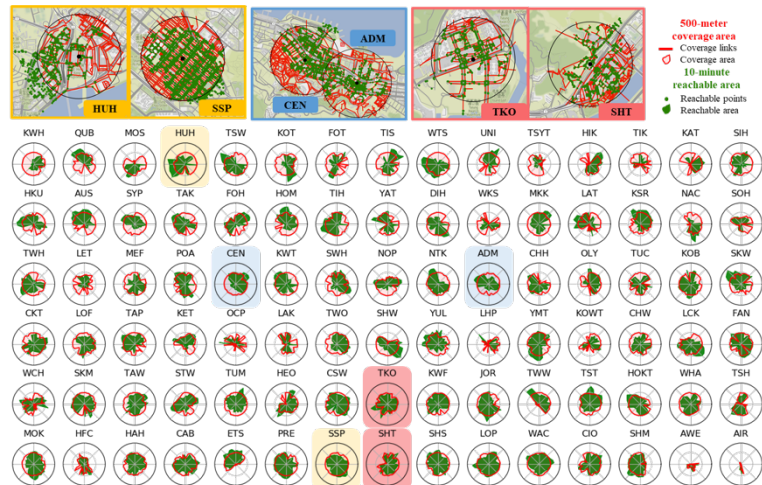 500-meter
coverage area
Coverage links
Coverage area
10-minute
reachable area
Reachable points
Reachable area
HUH
SSP
CEN
ADM
TKO
SHT
KWH QUB MOS HUH TSW KOT FOT TIS WTS UNI TSYT HIK TIK KAT SIH
HKU AUS SYP TAK FOH HOM TIH YAT DIH WKS MKK LAT KSR NAC SOH
TWH LET MEF POA CEN KWT SWH NOP NTK ADM CHH OLY TUC KOB SKW
CKT LOF TAP KET OCP LAK TWO SHW YUL LHP YMT KOWT CHW LCK FAN
WCH SKM TAW STW TUM HEO CSW TKO KWF JOR TWW TST HOKT WHA TSH
MOK HFC HAH CAB ETS PRE SSP SHT SHS LOP WAC CIO SHM AWE AIR